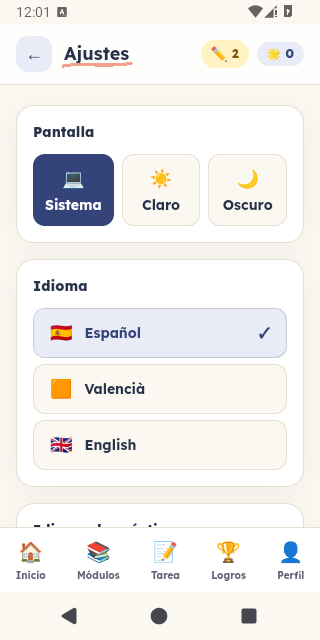 12:01
Ajustes
2
0
Pantalla
Sistema
Claro
Oscuro
Idioma
Español
Valencià
English
Inicio
Módulos
Tarea
Logros
Perfil